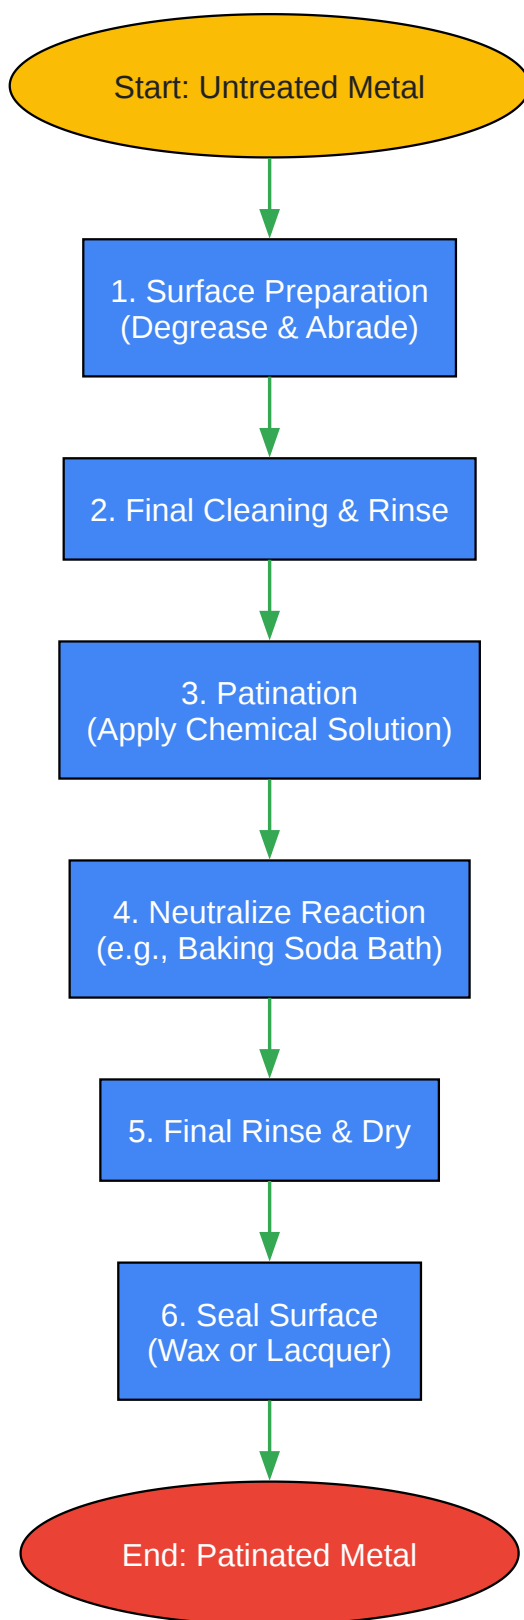 Start: Untreated Metal
1. Surface Preparation
(Degrease & Abrade)
2. Final Cleaning & Rinse
3. Patination
(Apply Chemical Solution)
4. Neutralize Reaction
(e.g., Baking Soda Bath)
5. Final Rinse & Dry
6. Seal Surface
(Wax or Lacquer)
End: Patinated Metal